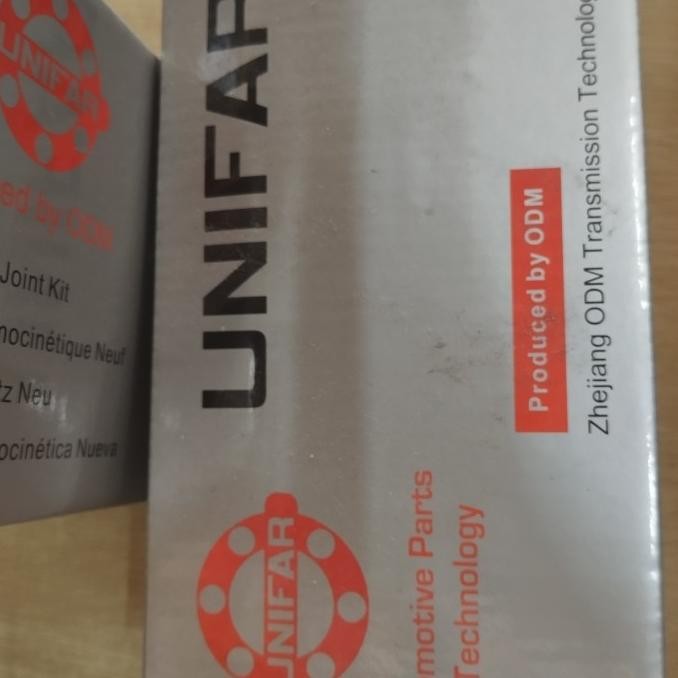 UNIFAR
ed by ODM
Joint Kit
nocinétique Neuf
tz Neu
ocinética Nueva
UNIFAR
Produced by ODM
Zhejiang ODM Transmission Technolog
UNIFAR
motive Parts
Technology